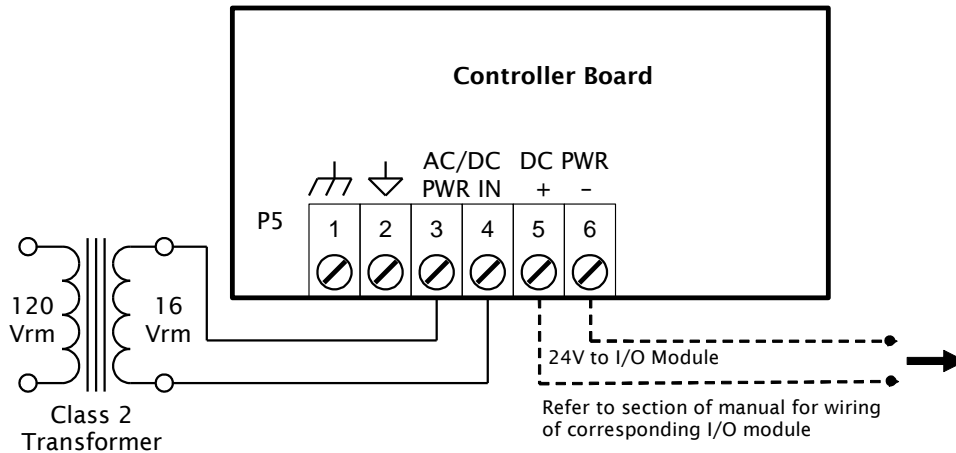 Controller Board
AC/DC DC PWR
PWR IN + –
P5 1 2 3 4 5 6
120
Vrm
16
Vrm
24V to I/O Module
Class 2
Transformer
Refer to section of manual for wiring
of corresponding I/O module